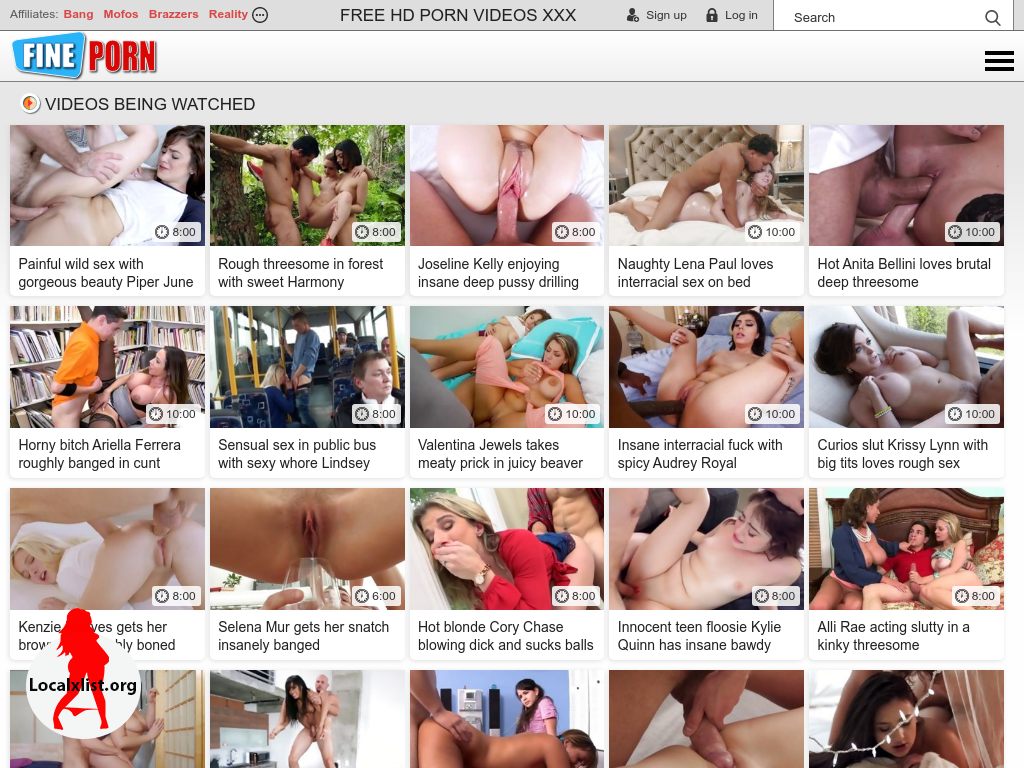 Affiliates: Bang Mofos Brazzers Reality
FREE HD PORN VIDEOS XXX
Sign up
Log in
Search
FINE PORN
VIDEOS BEING WATCHED
8:00
8:00
8:00
10:00
10:00
Painful wild sex with
gorgeous beauty Piper June
Rough threesome in forest
with sweet Harmony
Joseline Kelly enjoying
insane deep pussy drilling
Naughty Lena Paul loves
interracial sex on bed
Hot Anita Bellini loves brutal
deep threesome
10:00
8:00
10:00
10:00
10:00
Horny bitch Ariella Ferrera
roughly banged in cunt
Sensual sex in public bus
with sexy whore Lindsey
Valentina Jewels takes
meaty prick in juicy beaver
Insane interracial fuck with
spicy Audrey Royal
Curios slut Krissy Lynn with
big tits loves rough sex
8:00
6:00
8:00
8:00
8:00
Kenzie gets her
boned
Selena Mur gets her snatch
insanely banged
Hot blonde Cory Chase
blowing dick and sucks balls
Innocent teen floosie Kylie
Quinn has insane bawdy
Alli Rae acting slutty in a
kinky threesome
Localxlist.org